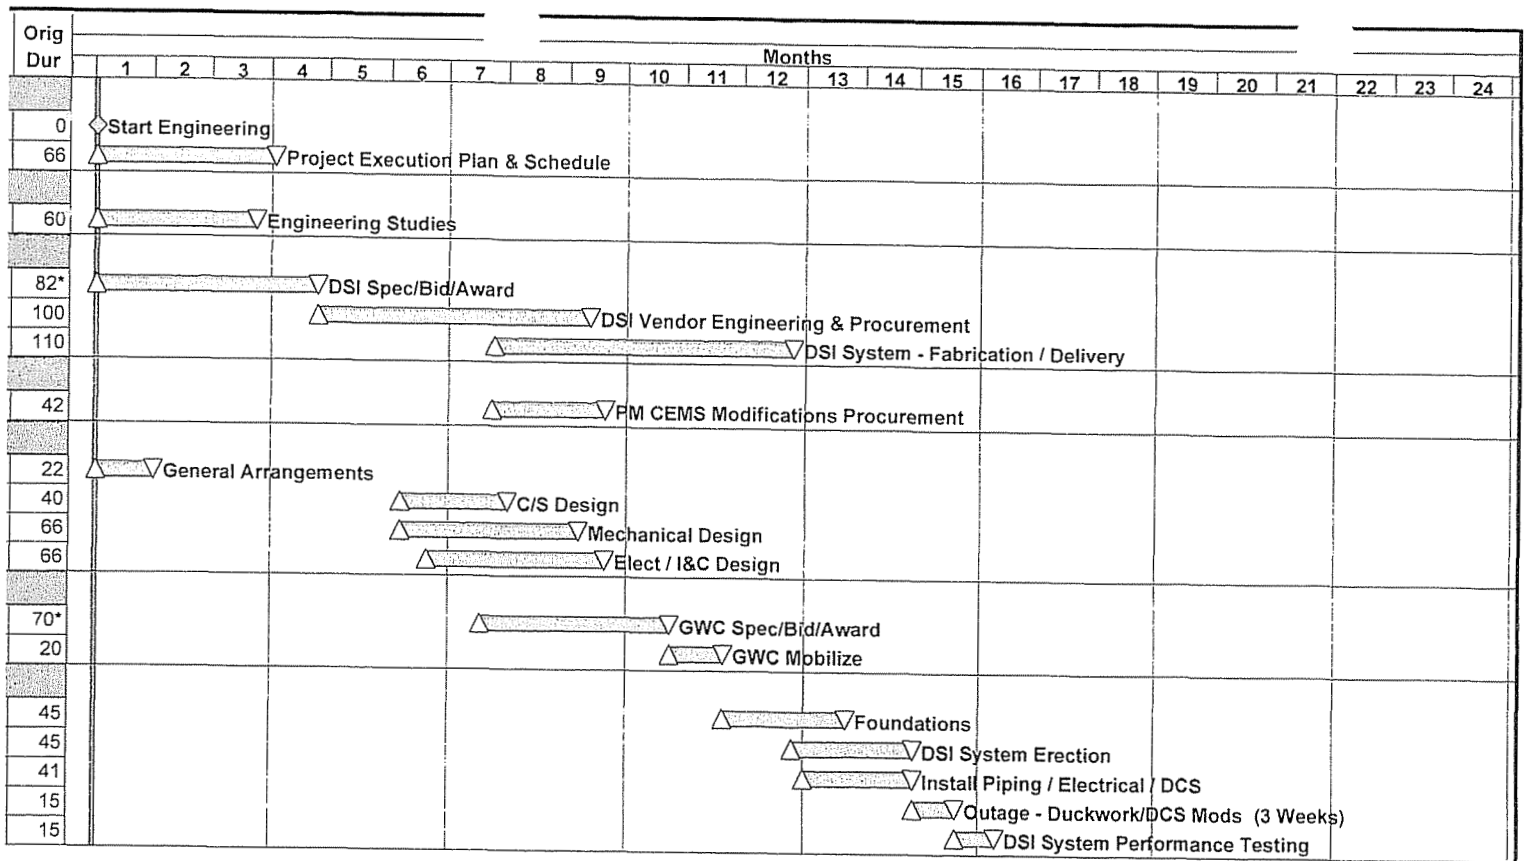 Orig
Dur
Months
1 2 3 4 5 6 7 8 9 10 11 12 13 14 15 16 17 18 19 20 21 22 23 24
0 Start Engineering
66 Project Execution Plan & Schedule
60 Engineering Studies
82* DSI Spec/Bid/Award
100 DSI Vendor Engineering & Procurement
110 DSI System - Fabrication / Delivery
42 PM CEMS Modifications Procurement
22 General Arrangements
40 C/S Design
66 Mechanical Design
66 Elect / I&C Design
70* GWC Spec/Bid/Award
20 GWC Mobilize
45 Foundations
45 DSI System Erection
41 Install Piping / Electrical / DCS
15 Outage - Duckwork/DCS Mods (3 Weeks)
15 DSI System Performance Testing